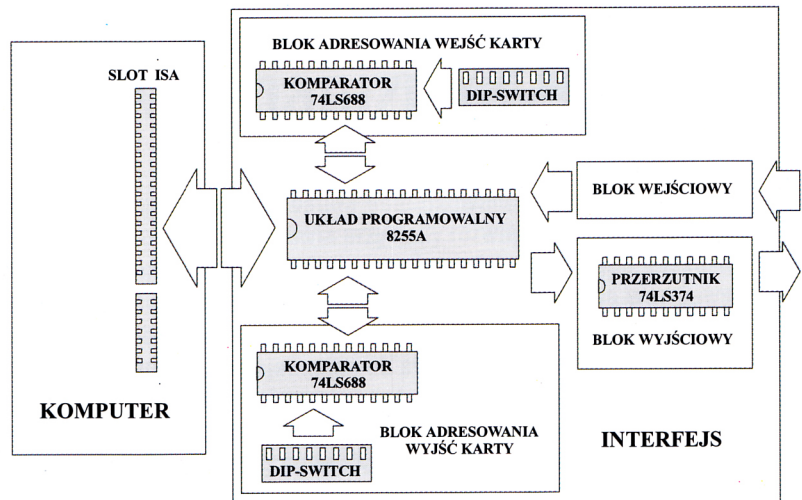 BLOK ADRESOWANIA WEJŚĆ KARTY
SLOT ISA
KOMPARATOR
74LS688
DIP-SWITCH
UKŁAD PROGRAMOWALNY
8255A
BLOK WEJŚCIOWY
PRZERZUTNIK
74LS374
BLOK WYJŚCIOWY
KOMPARATOR
74LS688
DIP-SWITCH
BLOK ADRESOWANIA
WYJŚĆ KARTY
KOMPUTER
INTERFEJS